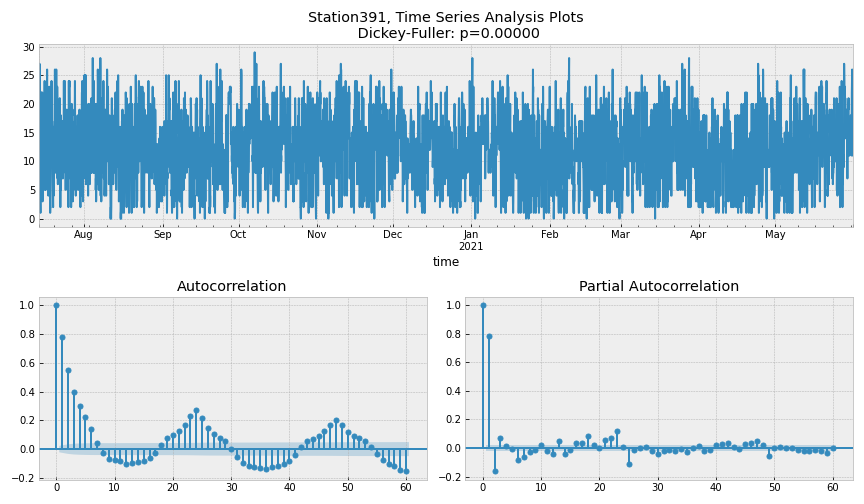 Station391, Time Series Analysis Plots
Dickey-Fuller: p=0.00000
30
25
20
15
10
5
0
Aug Sep Oct Nov Dec Jan Feb Mar Apr May
2021
time
Autocorrelation
1.0
0.8
0.6
0.4
0.2
0.0
−0.2
0 10 20 30 40 50 60
Partial Autocorrelation
1.0
0.8
0.6
0.4
0.2
0.0
−0.2
0 10 20 30 40 50 60